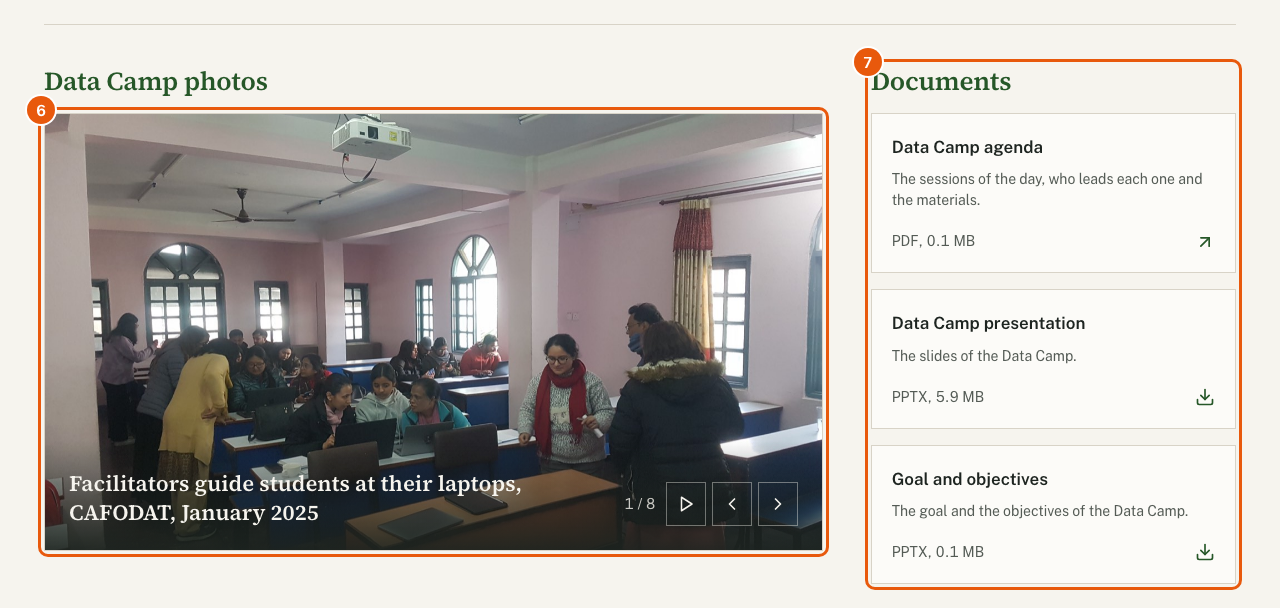 Data Camp photos
6
Facilitators guide students at their laptops,
CAFODAT, January 2025
1 / 8
7
Documents
Data Camp agenda
The sessions of the day, who leads each one and
the materials.
PDF, 0.1 MB
Data Camp presentation
The slides of the Data Camp.
PPTX, 5.9 MB
Goal and objectives
The goal and the objectives of the Data Camp.
PPTX, 0.1 MB